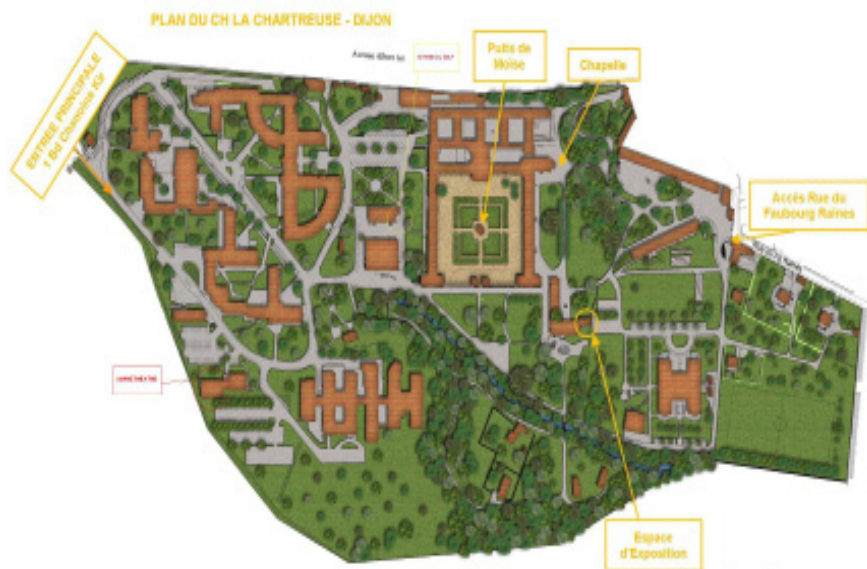 PLAN DU CH LA CHARTREUSE - DIJON
Puits de
Moïse
Chapelle
ENTREE PRINCIPALE
1 Bd Chanoine Kir
Accès Rue du
Faubourg Raines
Espace
d'Exposition